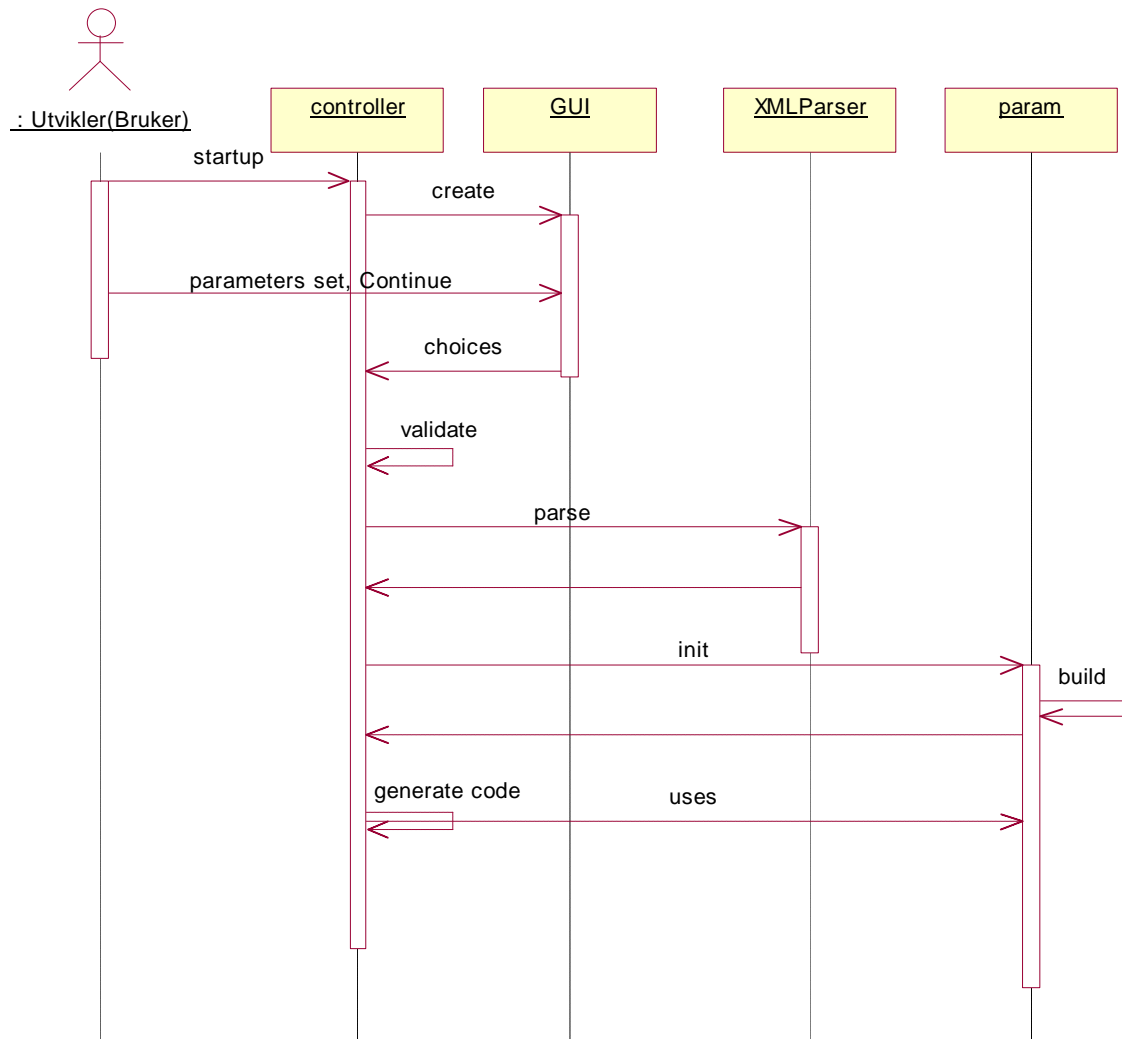 : Utvikler(Bruker)
controller
GUI
XMLParser
param
startup
create
parameters set, Continue
choices
validate
parse
init
build
generate code
uses